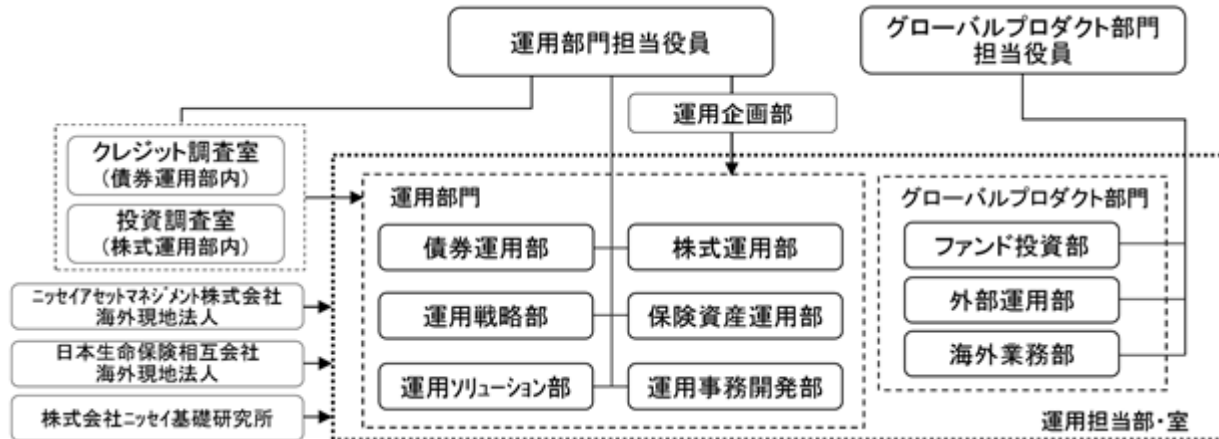 運用部門担当役員
グローバルプロダクト部門
担当役員
運用企画部
クレジット調査室
(債券運用部内)
投資調査室
(株式運用部内)
運用部門
グローバルプロダクト部門
債券運用部
株式運用部
ファンド投資部
運用戦略部
保険資産運用部
外部運用部
運用ソリューション部
運用事務開発部
海外業務部
ニッセイアセットマネジメント株式会社
海外現地法人
日本生命保険相互会社
海外現地法人
株式会社ニッセイ基礎研究所
運用担当部・室